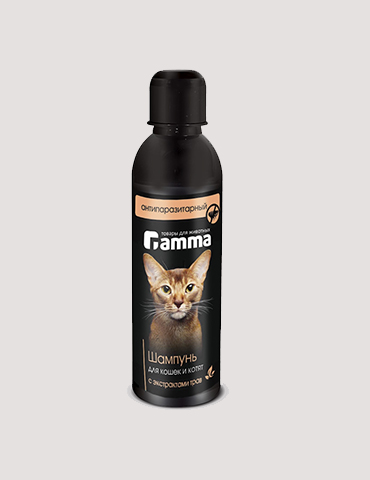 антипаразитарный
товары для животных
Gamma
Шампунь
для кошек и котят
с экстрактами трав